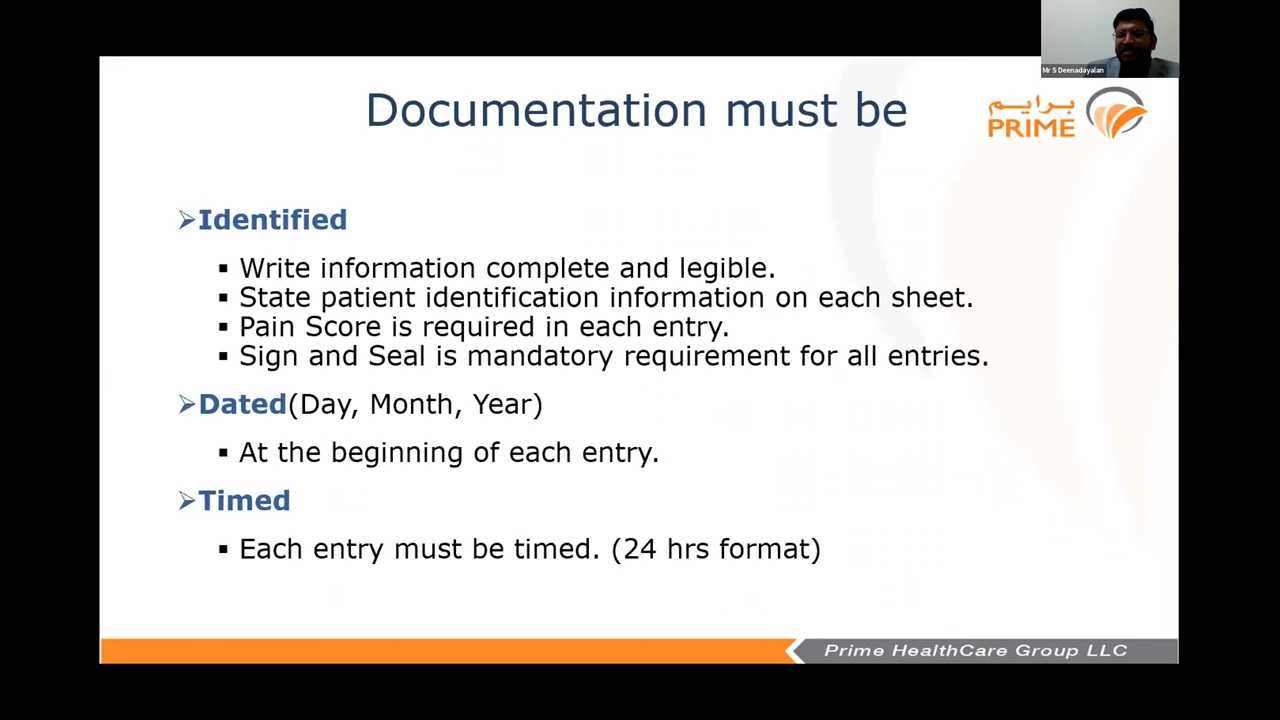 Mr S Deenadayalan
Documentation must be
برايم
PRIME
➢Identified
▪ Write information complete and legible.
▪ State patient identification information on each sheet.
▪ Pain Score is required in each entry.
▪ Sign and Seal is mandatory requirement for all entries.
➢Dated(Day, Month, Year)
▪ At the beginning of each entry.
➢Timed
▪ Each entry must be timed. (24 hrs format)
Prime HealthCare Group LLC